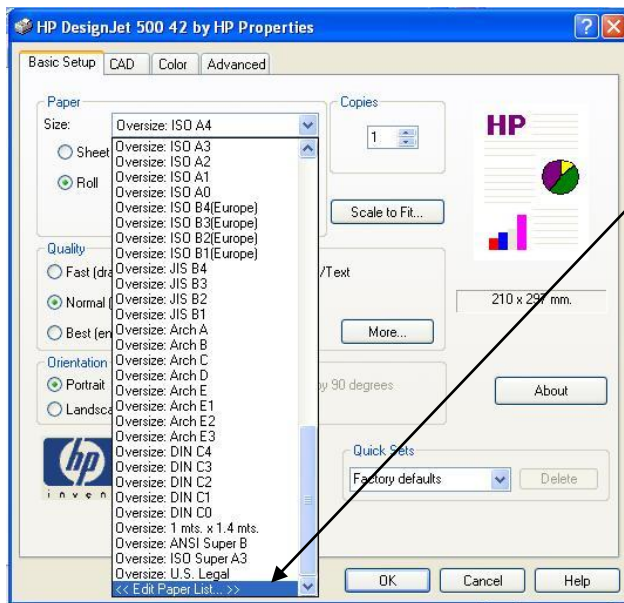 HP DesignJet 500 42 by HP Properties
Basic Setup CAD Color Advanced
Paper
Size: Oversize: ISO A4
Sheet
Roll
Oversize: ISO A3
Oversize: ISO A2
Oversize: ISO A1
Oversize: ISO A0
Oversize: ISO B4(Europe)
Oversize: ISO B3(Europe)
Oversize: ISO B2(Europe)
Oversize: ISO B1(Europe)
Oversize: JIS B4
Oversize: JIS B3
Oversize: JIS B2
Oversize: JIS B1
Oversize: Arch A
Oversize: Arch B
Oversize: Arch C
Oversize: Arch D
Oversize: Arch E
Oversize: Arch E1
Oversize: Arch E2
Oversize: Arch E3
Oversize: DIN C4
Oversize: DIN C3
Oversize: DIN C2
Oversize: DIN C1
Oversize: DIN C0
Oversize: 1 mts. x 1.4 mts.
Oversize: ANSI Super B
Oversize: ISO Super A3
Oversize: U.S. Legal
<< Edit Paper List... >>
Copies
1
Scale to Fit...
HP
210 x 297 mm.
Quality
Fast (dra
/Text
Normal (
Best (en
More...
Orientation
Portrait
by 90 degrees
Landsca
About
hp
inven
Quick Sets
Factory defaults
Delete
OK Cancel Help